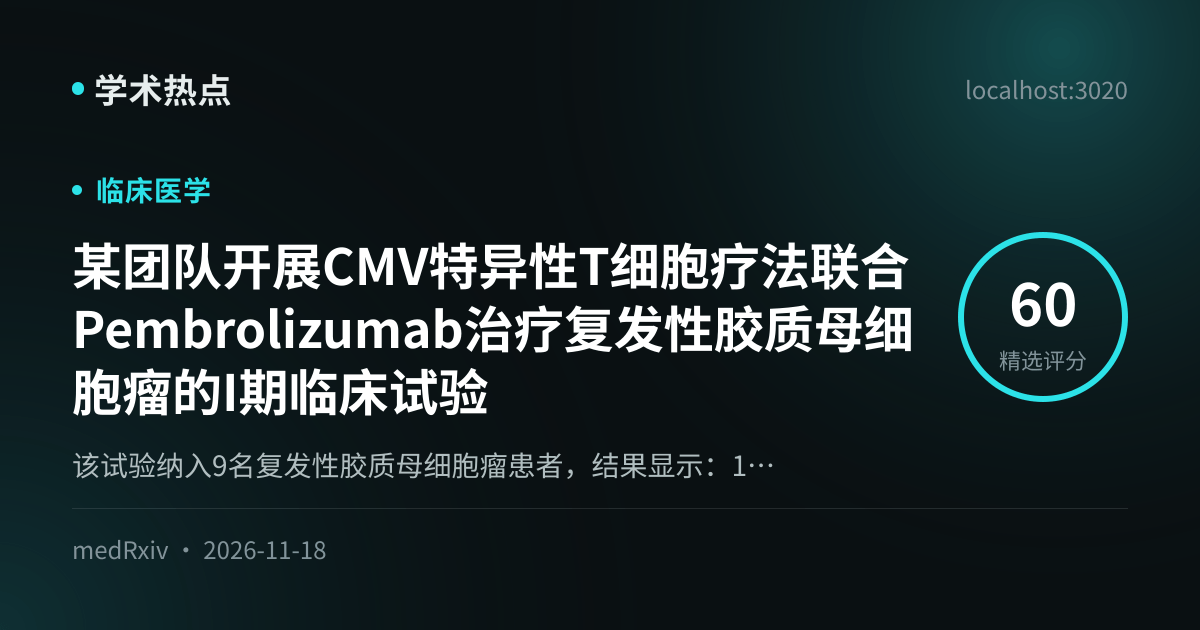 学术热点
localhost:3020
临床医学
某团队开展CMV特异性T细胞疗法联合
Pembrolizumab治疗复发性胶质母细
胞瘤的I期临床试验
60
精选评分
该试验纳入9名复发性胶质母细胞瘤患者，结果显示：1…
medRxiv · 2026-11-18